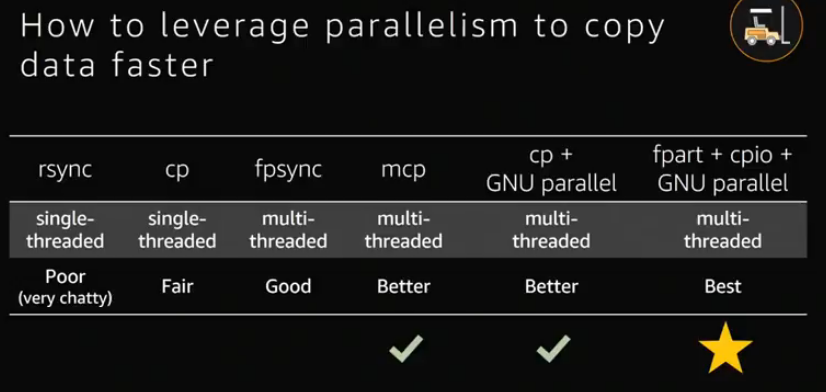 How to leverage parallelism to copy
data faster
rsync
cp
fpsync
mcp
cp +
GNU parallel
fpart + cpio +
GNU parallel
single-
threaded
single-
threaded
multi-
threaded
multi-
threaded
multi-
threaded
multi-
threaded
Poor
(very chatty)
Fair
Good
Better
Better
Best